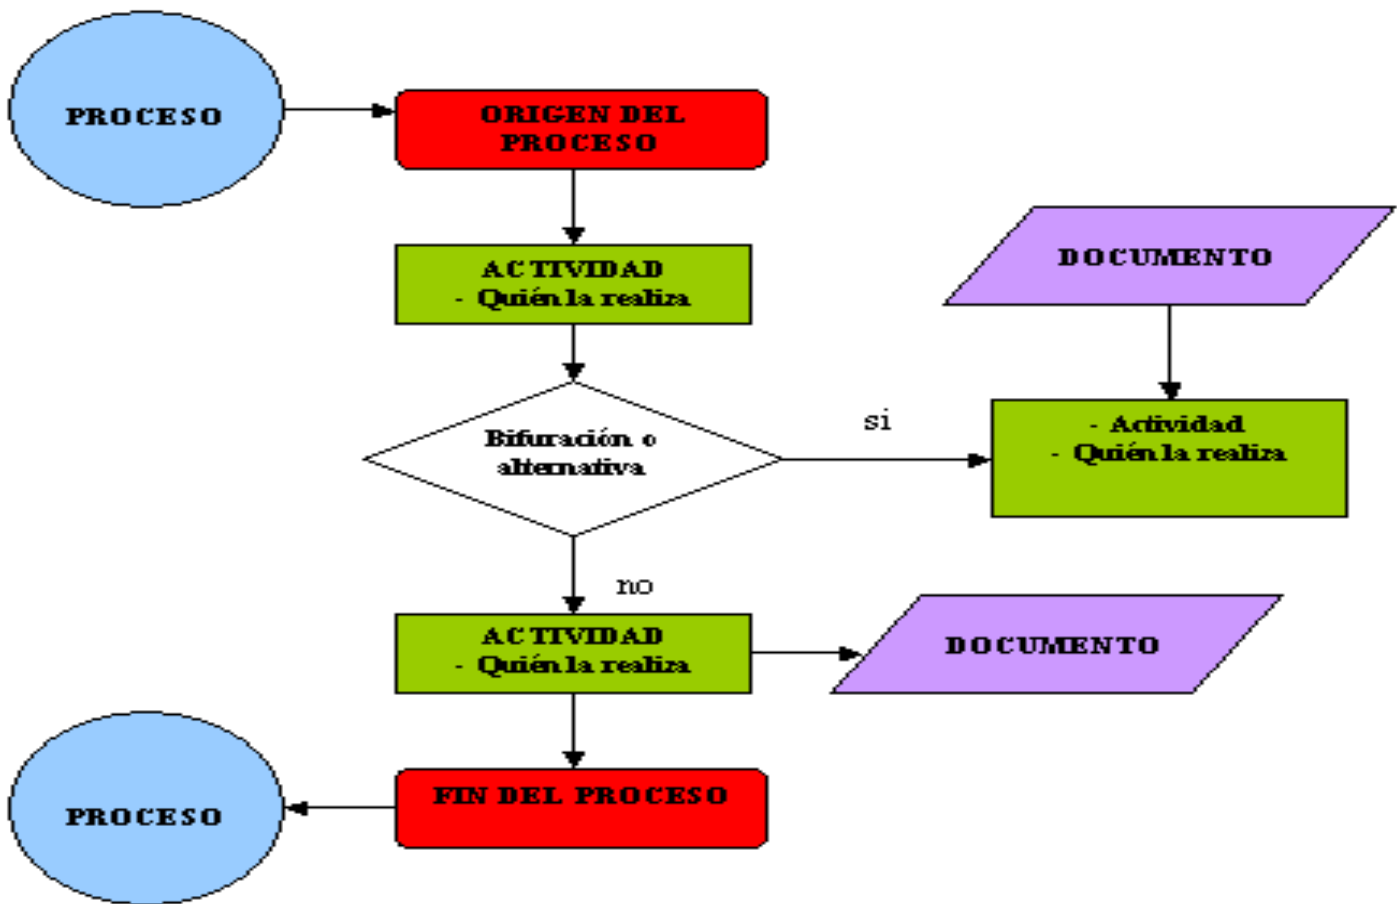 PROCESO
ORIGEN DEL
PROCESO
ACTIVIDAD
- Quién la realiza
DOCUMENTO
Bifuración o
alternativa
si
- Actividad
- Quién la realiza
no
ACTIVIDAD
- Quién la realiza
DOCUMENTO
FIN DEL PROCESO
PROCESO